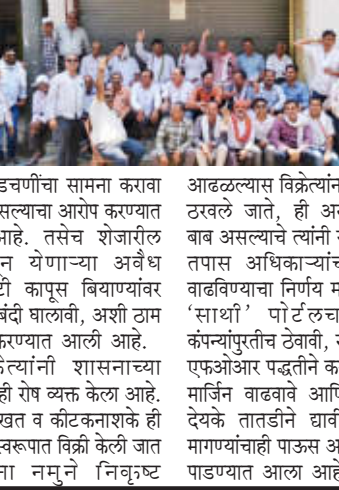 डचणींचा सामना करावा
सल्याचा आरोप करण्यात
आहे. तसेच शेजारील
न येणाऱ्या अवैध
टी कापूस बियाण्यांवर
बंदी घालावी, अशी ठाम
करण्यात आली आहे.
केत्यांनी शासनाच्या
ही रोष व्यक्त केला आहे.
खत व कीटकनाशके ही
स्वरूपात विक्री केली जात
ना नमुने निकृष्ट
आढळल्यास विक्रेत्यांन
ठरवले जाते, ही अ
बाब असल्याचे त्यांनी
तपास अधिकाऱ्यांच
वाढविण्याचा निर्णय म
'साथी' पोर्टलच
कंपन्यांपुरतीच ठेवावी,
एफओआर पद्धतीने क
मार्जिन वाढवावे आणि
देयके तातडीने द्यावी
मागण्यांचाही पाऊस अ
पाडण्यात आला आहे